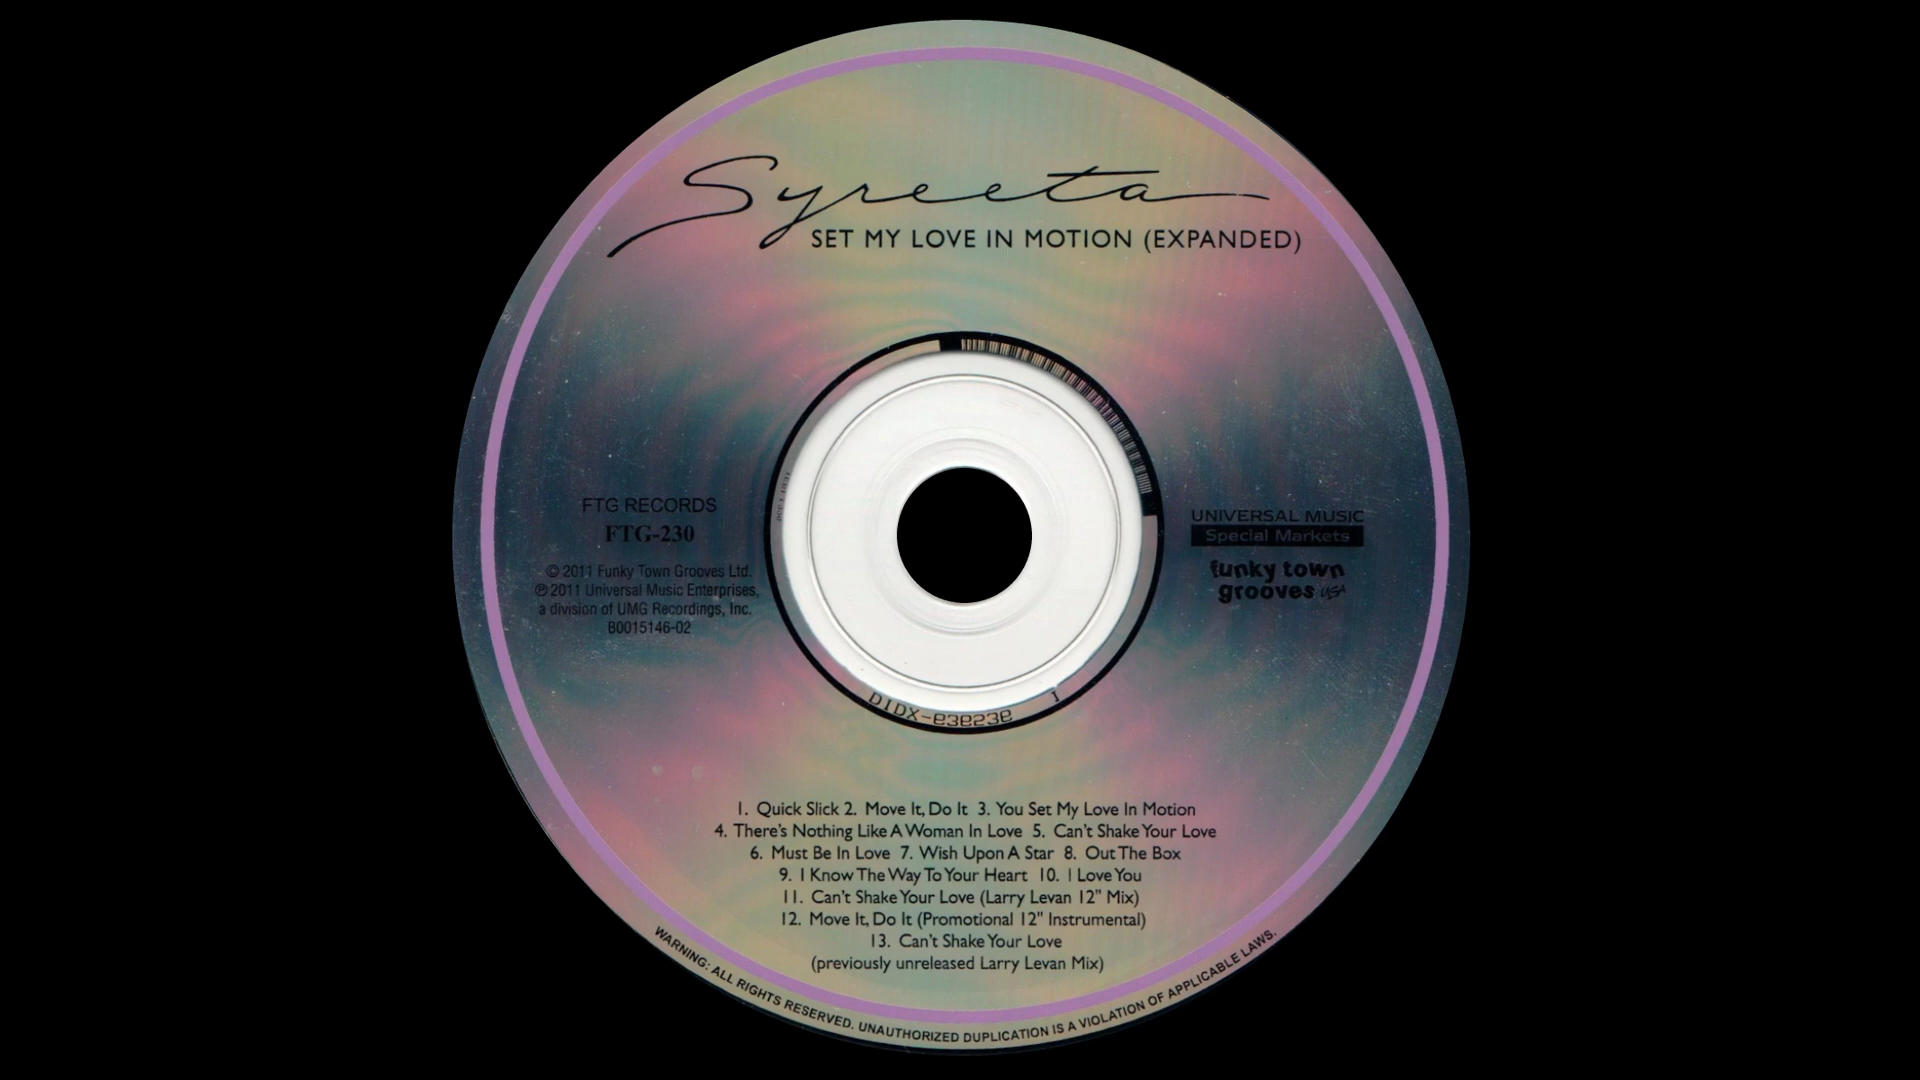 Syreeta
SET MY LOVE IN MOTION (EXPANDED)
FTG RECORDS
FTG-230
© 2011 Funky Town Grooves Ltd.
℗ 2011 Universal Music Enterprises,
a division of UMG Recordings, Inc.
B0015146-02
UNIVERSAL MUSIC
Special Markets
funky town
grooves USA
DIDX-
1
1. Quick Slick 2. Move It, Do It 3. You Set My Love In Motion
4. There's Nothing Like A Woman In Love 5. Can't Shake Your Love
6. Must Be In Love 7. Wish Upon A Star 8. Out The Box
9. I Know The Way To Your Heart 10. I Love You
11. Can't Shake Your Love (Larry Levan 12" Mix)
12. Move It, Do It (Promotional 12" Instrumental)
13. Can't Shake Your Love
(previously unreleased Larry Levan Mix)
WARNING: ALL RIGHTS RESERVED. UNAUTHORIZED DUPLICATION IS A VIOLATION OF APPLICABLE LAWS.